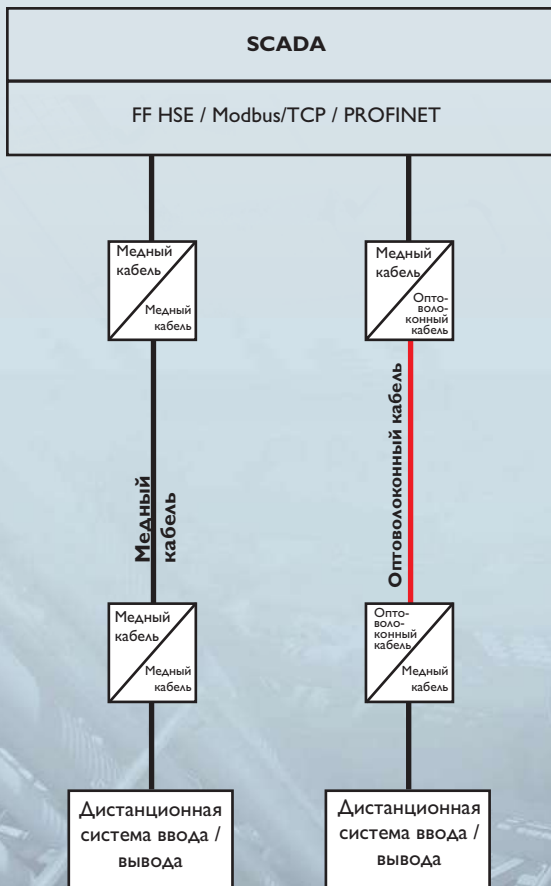 SCADA
FF HSE / Modbus/TCP / PROFINET
Медный
кабель
Медный
кабель
Медный
кабель
Опто-
воло-
конный
кабель
Медный
кабель
Оптоволоконный кабель
Медный
кабель
Медный
кабель
Опто-
воло-
конный
кабель
Медный
кабель
Дистанционная
система ввода /
вывода
Дистанционная
система ввода /
вывода